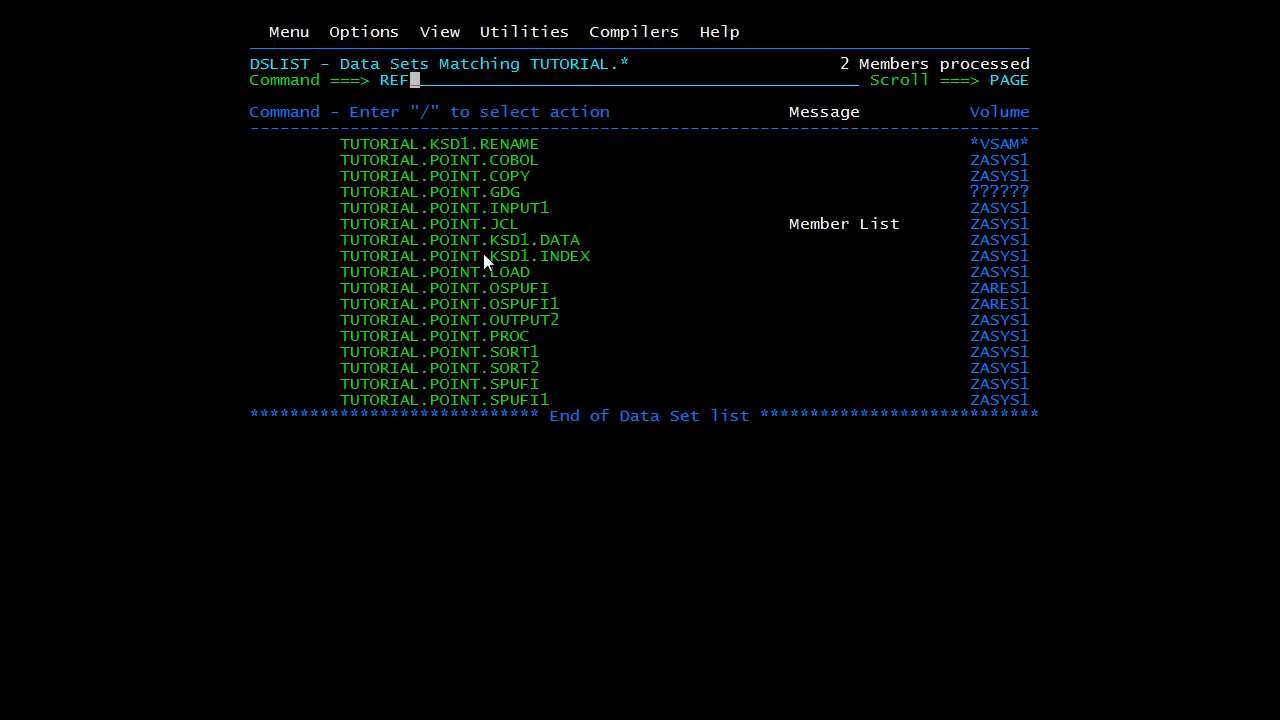 Menu  Options  View  Utilities  Compilers  Help
DSLIST - Data Sets Matching TUTORIAL.*                     2 Members processed
Command ===> REF                                              Scroll ===> PAGE
Command - Enter "/" to select action                  Message           Volume
-------------------------------------------------------------------------------
TUTORIAL.KSD1.RENAME                                           *VSAM*
TUTORIAL.POINT.COBOL                                           ZASYS1
TUTORIAL.POINT.COPY                                            ZASYS1
TUTORIAL.POINT.GDG                                             ??????
TUTORIAL.POINT.INPUT1                                          ZASYS1
TUTORIAL.POINT.JCL                           Member List       ZASYS1
TUTORIAL.POINT.KSD1.DATA                                       ZASYS1
TUTORIAL.POINT.KSD1.INDEX                                      ZASYS1
TUTORIAL.POINT.LOAD                                            ZASYS1
TUTORIAL.POINT.OSPUFI                                          ZARES1
TUTORIAL.POINT.OSPUFI1                                         ZARES1
TUTORIAL.POINT.OUTPUT2                                         ZASYS1
TUTORIAL.POINT.PROC                                            ZASYS1
TUTORIAL.POINT.SORT1                                           ZASYS1
TUTORIAL.POINT.SORT2                                           ZASYS1
TUTORIAL.POINT.SPUFI                                           ZASYS1
TUTORIAL.POINT.SPUFI1                                          ZASYS1
***************************** End of Data Set list ****************************